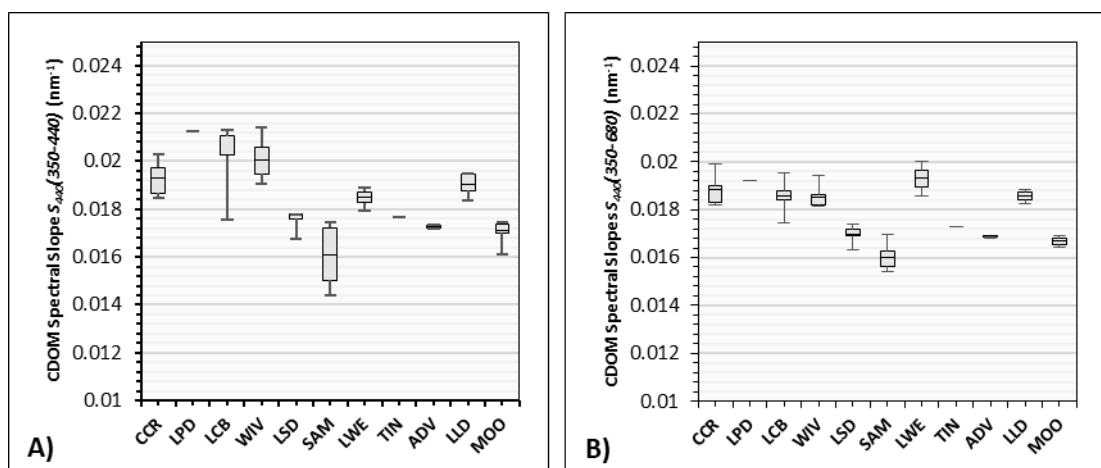 CDOM Spectral Slope S440(350-440) (nm-1)
0.024
0.022
0.02
0.018
0.016
0.014
0.012
0.01
CCR LPD LCB WIV LSD SAM LWE TIN ADV LLD MOO
A)
CDOM Spectral Slopes S440(350-680) (nm-1)
0.024
0.022
0.02
0.018
0.016
0.014
0.012
0.01
CCR LPD LCB WIV LSD SAM LWE TIN ADV LLD MOO
B)